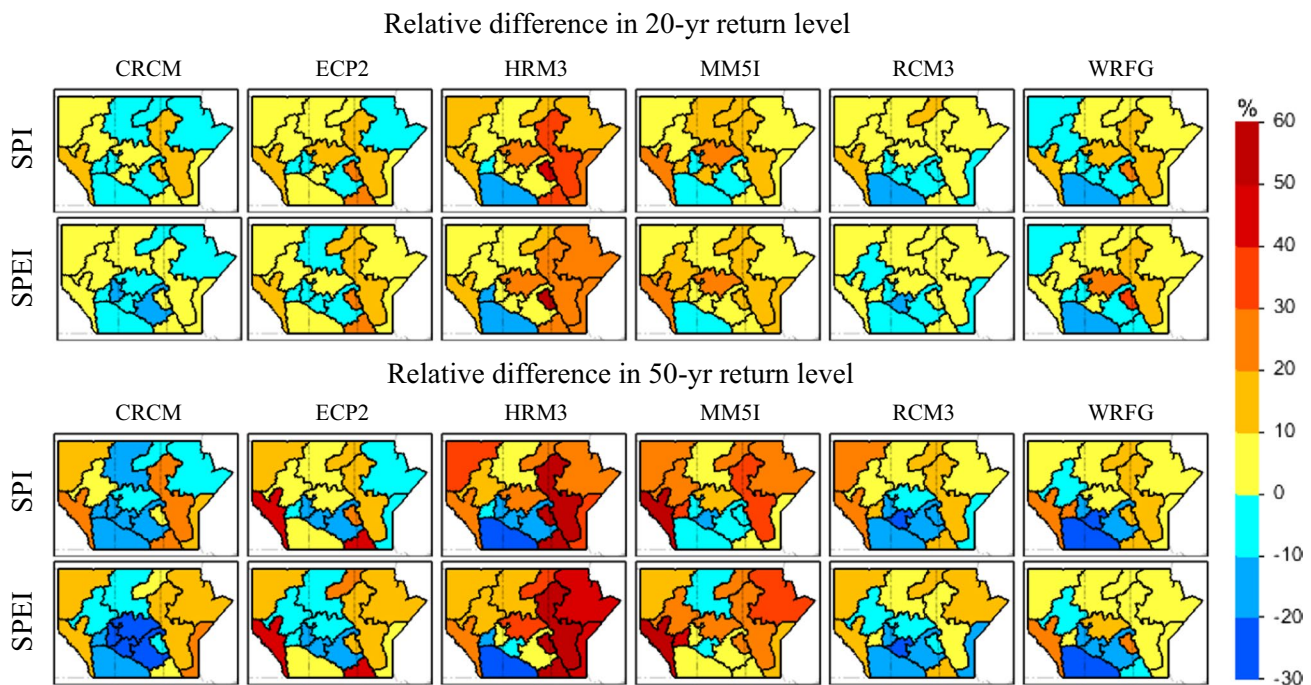 Relative difference in 20-yr return level
CRCM ECP2 HRM3 MM5I RCM3 WRFG
SPI
SPEI
Relative difference in 50-yr return level
CRCM ECP2 HRM3 MM5I RCM3 WRFG
SPI
SPEI
%
60
50
40
30
20
10
0
-10
-20
-30